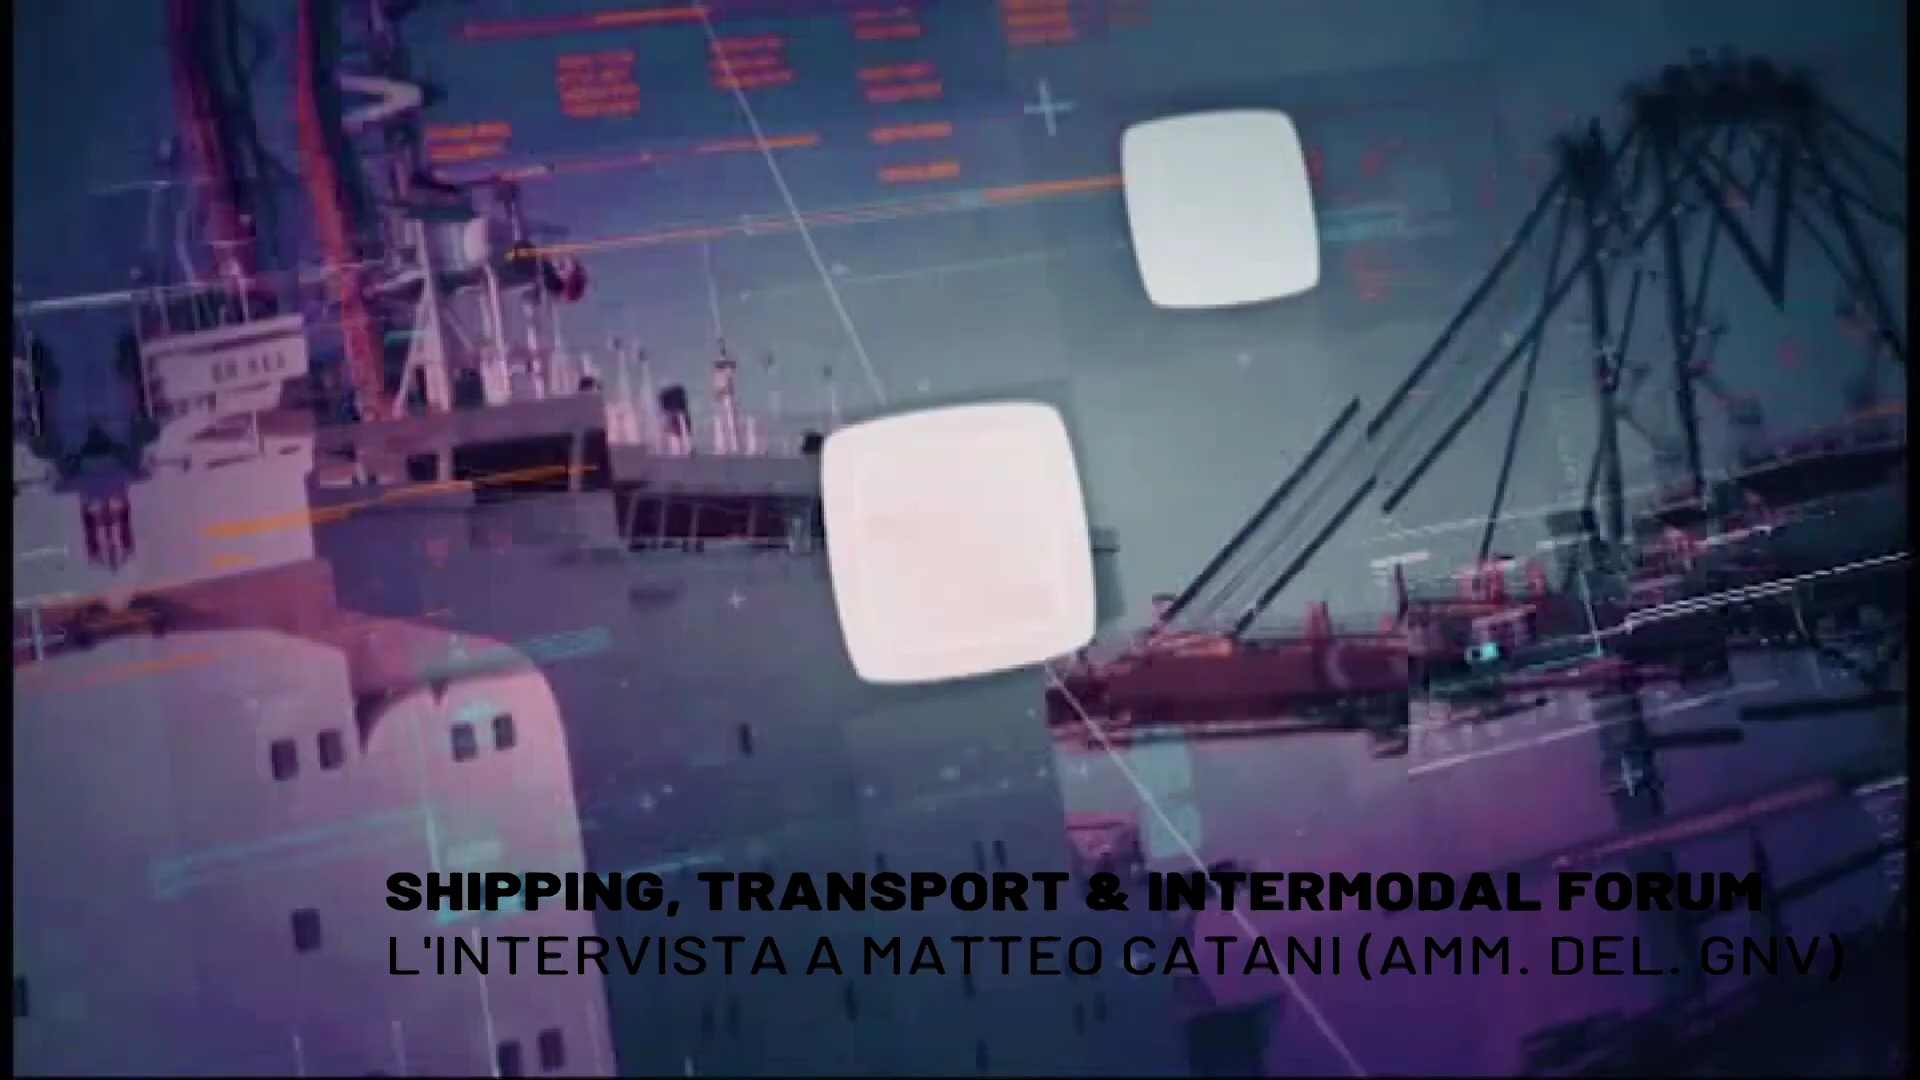 SHIPPING, TRANSPORT & INTERMODAL FORUM
L'INTERVISTA A MATTEO CATANI (AMM. DEL. GNV)